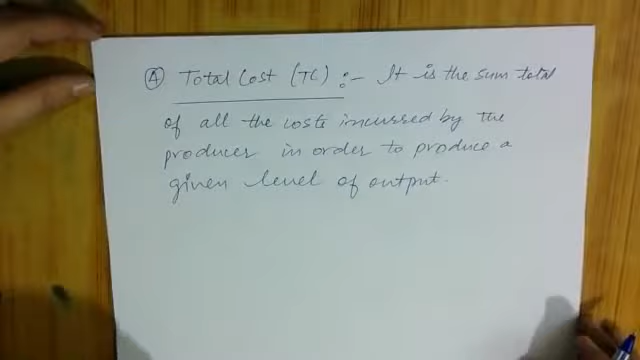 Ⓐ Total Cost (TC) :- It is the sum total
of all the costs incurred by the
producer in order to produce a
given level of output.